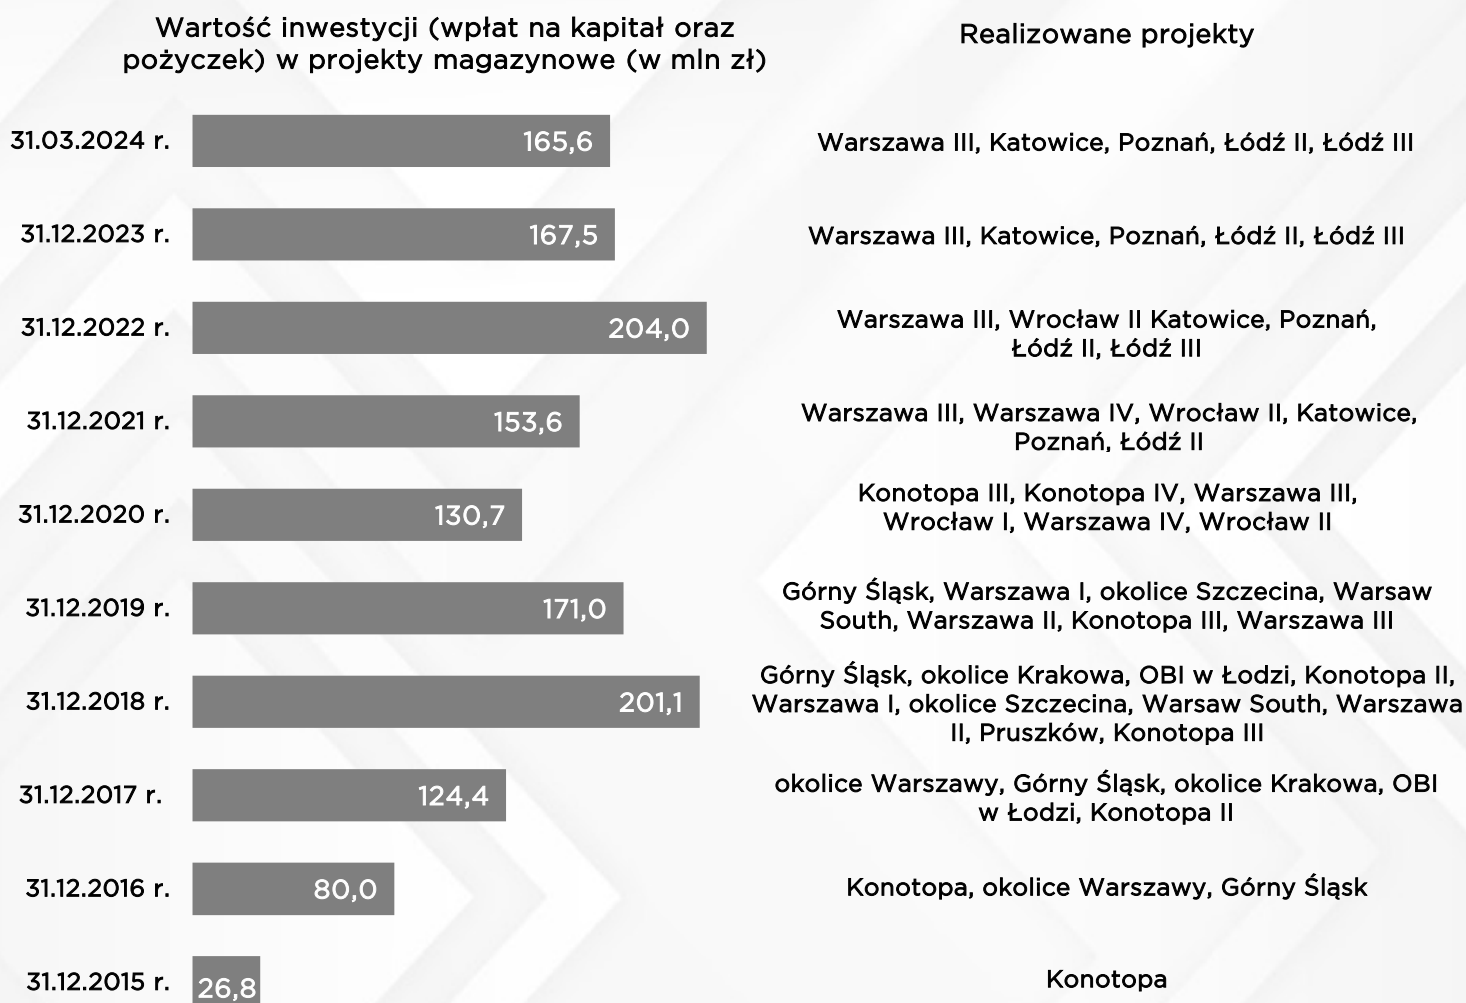 Wartość inwestycji (wpłat na kapitał oraz
pożyczek) w projekty magazynowe (w mln zł)
Realizowane projekty
31.03.2024 r.
165,6
Warszawa III, Katowice, Poznań, Łódź II, Łódź III
31.12.2023 r.
167,5
Warszawa III, Katowice, Poznań, Łódź II, Łódź III
31.12.2022 r.
204,0
Warszawa III, Wrocław II Katowice, Poznań,
Łódź II, Łódź III
31.12.2021 r.
153,6
Warszawa III, Warszawa IV, Wrocław II, Katowice,
Poznań, Łódź II
31.12.2020 r.
130,7
Konotopa III, Konotopa IV, Warszawa III,
Wrocław I, Warszawa IV, Wrocław II
31.12.2019 r.
171,0
Górny Śląsk, Warszawa I, okolice Szczecina, Warsaw
South, Warszawa II, Konotopa III, Warszawa III
31.12.2018 r.
201,1
Górny Śląsk, okolice Krakowa, OBI w Łodzi, Konotopa II,
Warszawa I, okolice Szczecina, Warsaw South, Warszawa
II, Pruszków, Konotopa III
31.12.2017 r.
124,4
okolice Warszawy, Górny Śląsk, okolice Krakowa, OBI
w Łodzi, Konotopa II
31.12.2016 r.
80,0
Konotopa, okolice Warszawy, Górny Śląsk
31.12.2015 r.
26,8
Konotopa